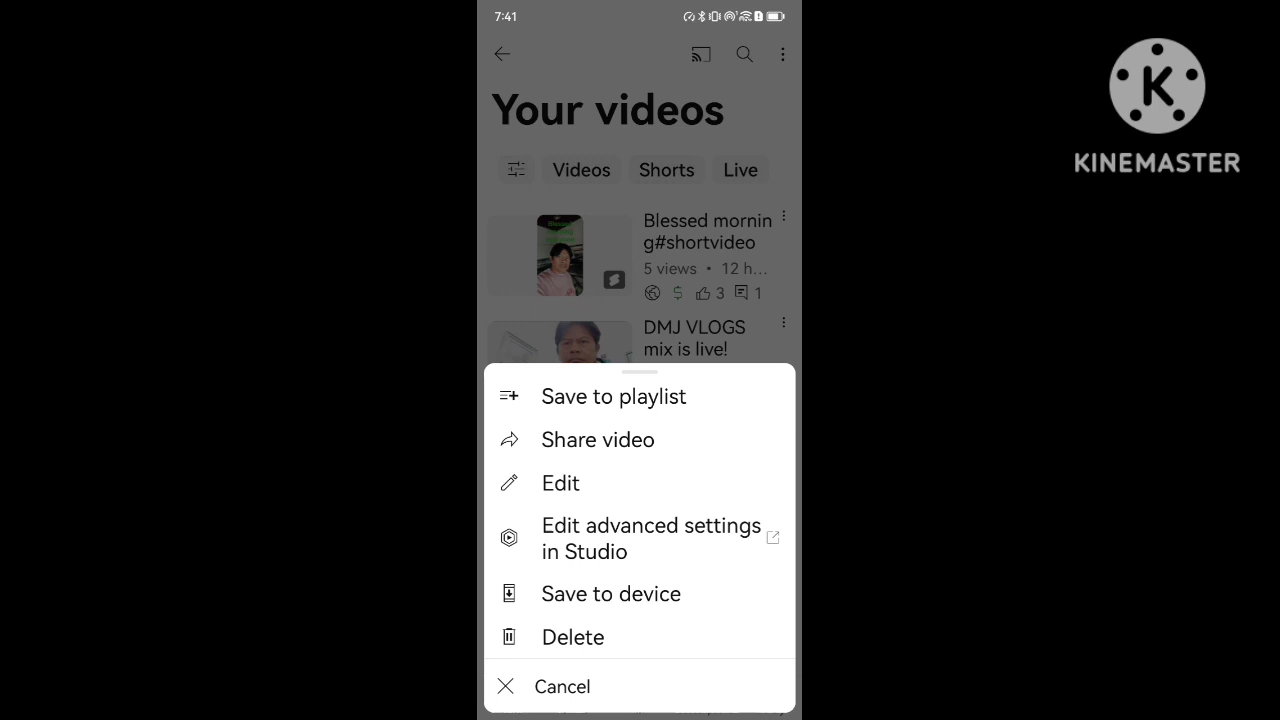 7:41
KINEMASTER
Your videos
Videos Shorts Live
Blessed mornin
g#shortvideo
5 views • 12 h...
3 1
DMJ VLOGS
mix is live!
Save to playlist
Share video
Edit
Edit advanced settings
in Studio
Save to device
Delete
Cancel